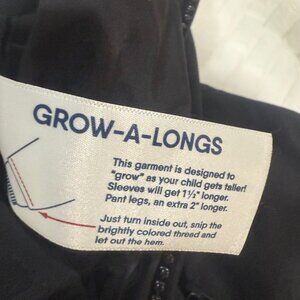 GROW-A-LONGS
This garment is designed to
"grow" as your child gets taller!
Sleeves will get 1½" longer.
Pant legs, an extra 2" longer.
Just turn inside out, snip the
brightly colored thread and
let out the hem.